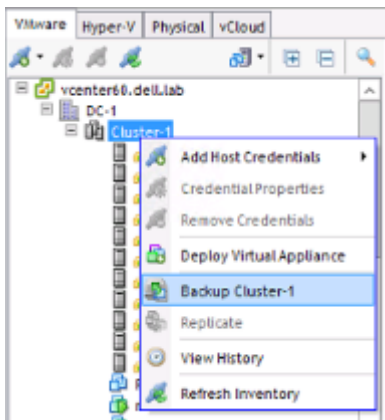 VMware Hyper-V Physical vCloud
vcenter60.dell.lab
DC-1
Cluster-1
Add Host Credentials
Credential Properties
Remove Credentials
Deploy Virtual Appliance
Backup Cluster-1
Replicate
View History
Refresh Inventory